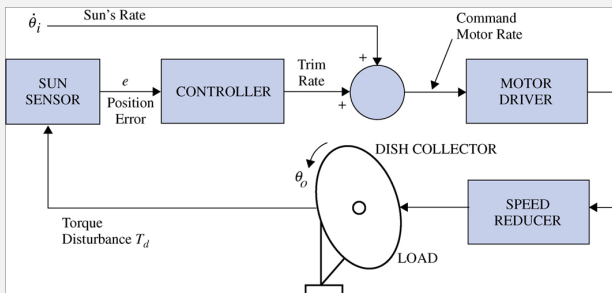 θ̇ᵢ
Sun's Rate
SUN
SENSOR
e
Position
Error
CONTROLLER
Trim
Rate
+
+
Command
Motor Rate
MOTOR
DRIVER
DISH COLLECTOR
θₒ
SPEED
REDUCER
LOAD
Torque
Disturbance T_d